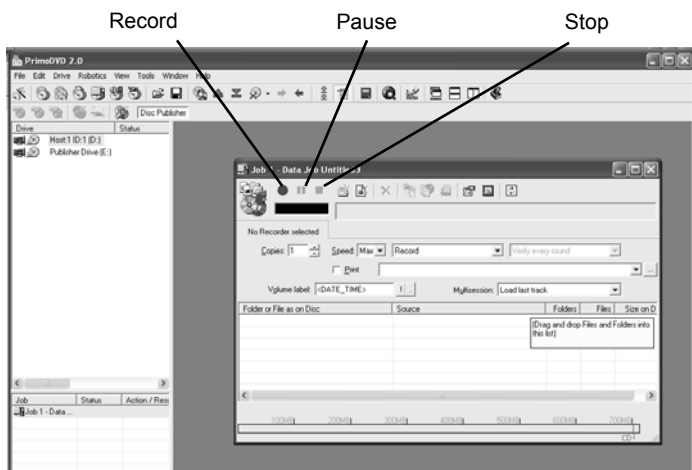 Record Pause Stop
PrimoDVD 2.0
File Edit Drive Robotics View Tools Window Help
Disc Publisher
Drive Status
Host:1 ID:1 (D:)
Publisher Drive (E:)
Job 1 - Data Job Untitled3
No Recorder selected
Copies: 1 Speed: Max Record Verify every round
Print ...
Volume label: <DATE_TIME> ! . Multisession: Load last track
Folder or File as on Disc Source Folders Files Size on D
(Drag and drop Files and Folders into
this list)
Job Status Action / Resu
Job 1 - Data ...
100MB 200MB 300MB 400MB 500MB 600MB 700MB
CD